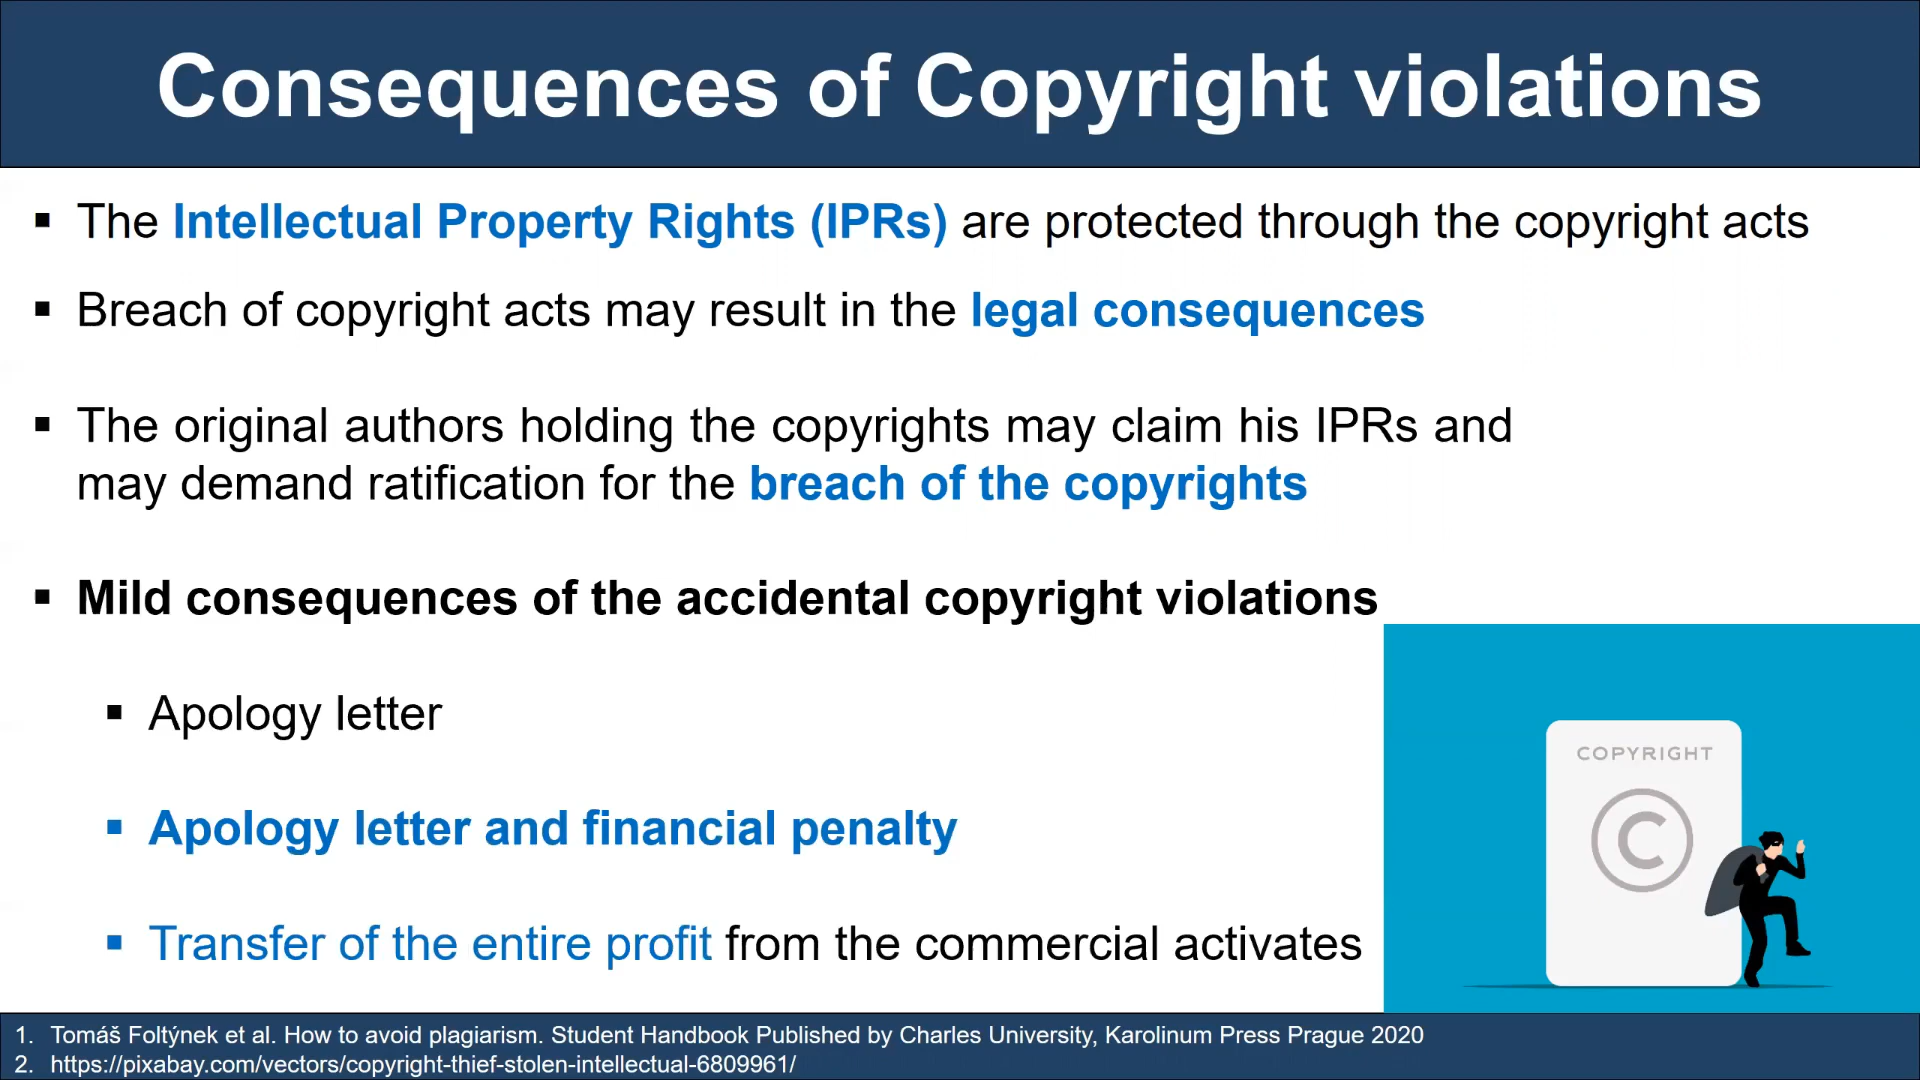 Consequences of Copyright violations
▪ The Intellectual Property Rights (IPRs) are protected through the copyright acts
▪ Breach of copyright acts may result in the legal consequences
▪ The original authors holding the copyrights may claim his IPRs and
may demand ratification for the breach of the copyrights
▪ Mild consequences of the accidental copyright violations
▪ Apology letter
▪ Apology letter and financial penalty
▪ Transfer of the entire profit from the commercial activates
COPYRIGHT
©
1. Tomáš Foltýnek et al. How to avoid plagiarism. Student Handbook Published by Charles University, Karolinum Press Prague 2020
2. https://pixabay.com/vectors/copyright-thief-stolen-intellectual-6809961/